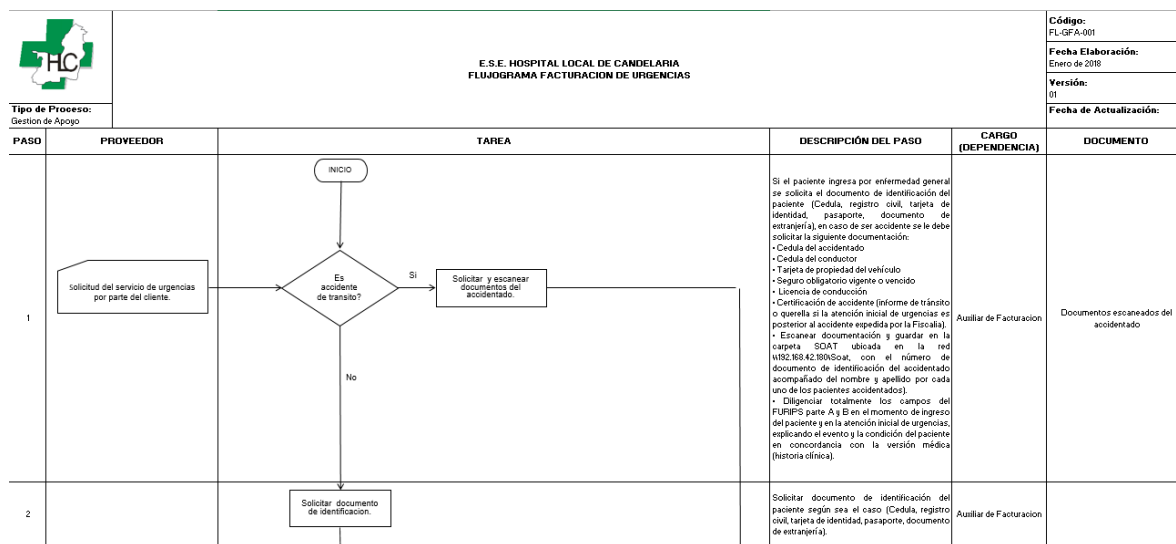 HLC
Tipo de Proceso:
Gestion de Apoyo
E.S.E. HOSPITAL LOCAL DE CANDELARIA
FLUJOGRAMA FACTURACION DE URGENCIAS
Código:
FL-GFA-001
Fecha Elaboración:
Enero de 2018
Versión:
01
Fecha de Actualización:
PASO
PROVEEDOR
TAREA
DESCRIPCIÓN DEL PASO
CARGO
(DEPENDENCIA)
DOCUMENTO
1
Solicitud del servicio de urgencias
por parte del cliente.
INICIO
Es
accidente
de transito?
Si
Solicitar y escanear
documentos del
accidentado.
No
Si el paciente ingresa por enfermedad general
se solicita el documento de identificación del
paciente (Cedula, registro civil, tarjeta de
identidad, pasaporte, documento de
extranjería), en caso de ser accidente se le debe
solicitar la siguiente documentación:
• Cedula del accidentado
• Cedula del conductor
• Tarjeta de propiedad del vehículo
• Seguro obligatorio vigente o vencido
• Licencia de conducción
• Certificación de accidente (informe de tránsito
o querella si la atención inicial de urgencias es
posterior al accidente expedida por la Fiscalia).
• Escanear documentación y guardar en la
carpeta SOAT ubicada en la red
\\192.168.42.180\Soat, con el número de
documento de identificación del accidentado
acompañado del nombre y apellido por cada
uno de los pacientes accidentados).
• Diligenciar totalmente los campos del
FURIPS parte A y B en el momento de ingreso
del paciente y en la atención inicial de urgencias,
explicando el evento y la condición del paciente
en concordancia con la versión médica
(historia clínica).
Auxiliar de Facturacion
Documentos escaneados del
accidentado
2
Solicitar documento
de identificacion.
Solicitar documento de identificación del
paciente según sea el caso (Cedula, registro
civil, tarjeta de identidad, pasaporte, documento
de extranjería).
Auxiliar de Facturacion